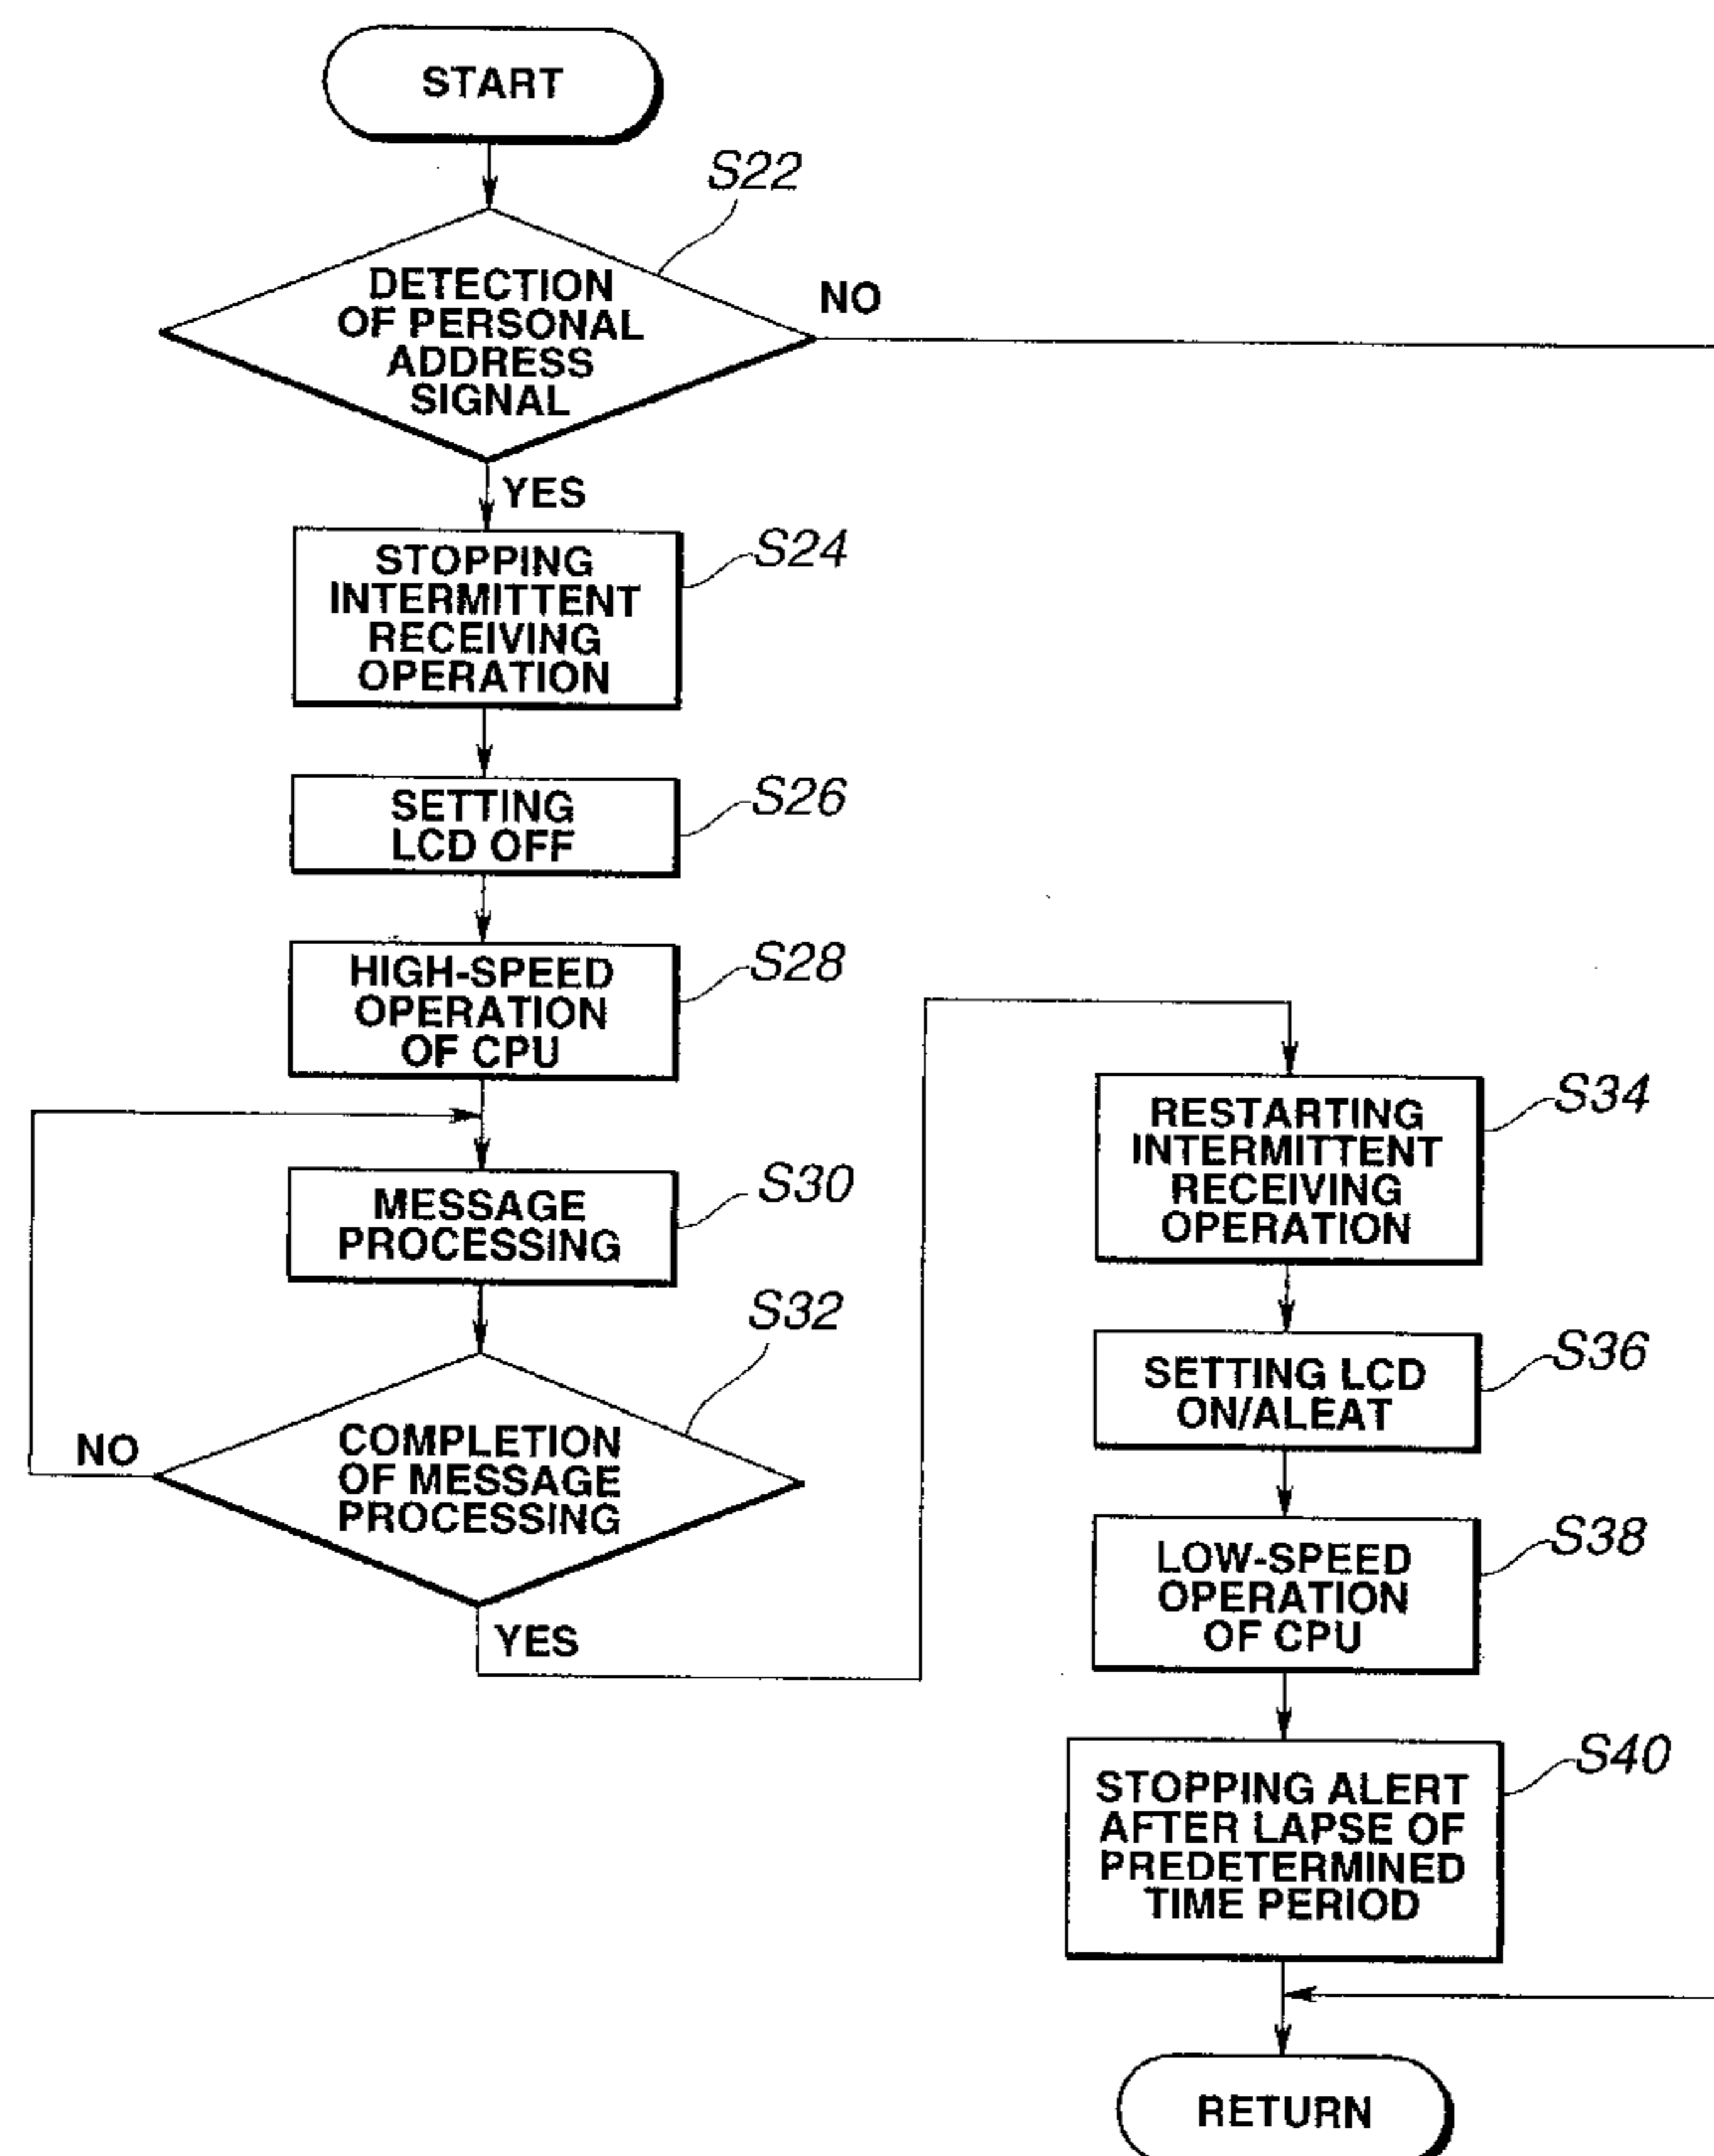 START
S22
DETECTION
OF PERSONAL
ADDRESS
SIGNAL
NO
YES
S24
STOPPING
INTERMITTENT
RECEIVING
OPERATION
S26
SETTING
LCD OFF
S28
HIGH-SPEED
OPERATION
OF CPU
S30
MESSAGE
PROCESSING
S32
COMPLETION
OF MESSAGE
PROCESSING
NO
YES
S34
RESTARTING
INTERMITTENT
RECEIVING
OPERATION
S36
SETTING LCD
ON/ALEAT
S38
LOW-SPEED
OPERATION
OF CPU
S40
STOPPING ALERT
AFTER LAPSE OF
PREDETERMINED
TIME PERIOD
RETURN